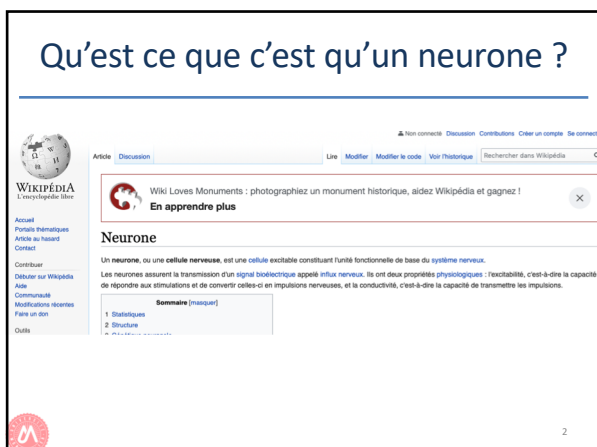 Qu’est ce que c’est qu’un neurone ?
Non connecté Discussion Contributions Créer un compte Se connect
Article Discussion Lire Modifier Modifier le code Voir l'historique Rechercher dans Wikipédia
WIKIPÉDIA
L'encyclopédie libre
Wiki Loves Monuments : photographiez un monument historique, aidez Wikipédia et gagnez !
En apprendre plus
Accueil
Portails thématiques
Article au hasard
Contact
Contribuer
Débuter sur Wikipédia
Aide
Communauté
Modifications récentes
Faire un don
Outils
Neurone
Un neurone, ou une cellule nerveuse, est une cellule excitable constituant l'unité fonctionnelle de base du système nerveux.
Les neurones assurent la transmission d'un signal bioélectrique appelé influx nerveux. Ils ont deux propriétés physiologiques : l'excitabilité, c'est-à-dire la capacité
de répondre aux stimulations et de convertir celles-ci en impulsions nerveuses, et la conductivité, c'est-à-dire la capacité de transmettre les impulsions.
Sommaire [masquer]
1 Statistiques
2 Structure
2